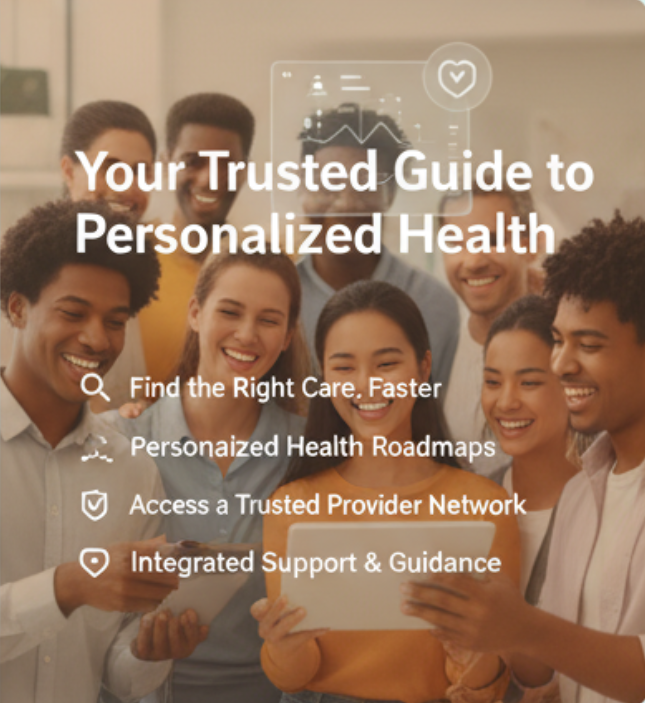 Your Trusted Guide to
Personalized Health
Find the Right Care. Faster
Personaized Health Roadmaps
Access a Trusted Provider Network
Integrated Support & Guidance